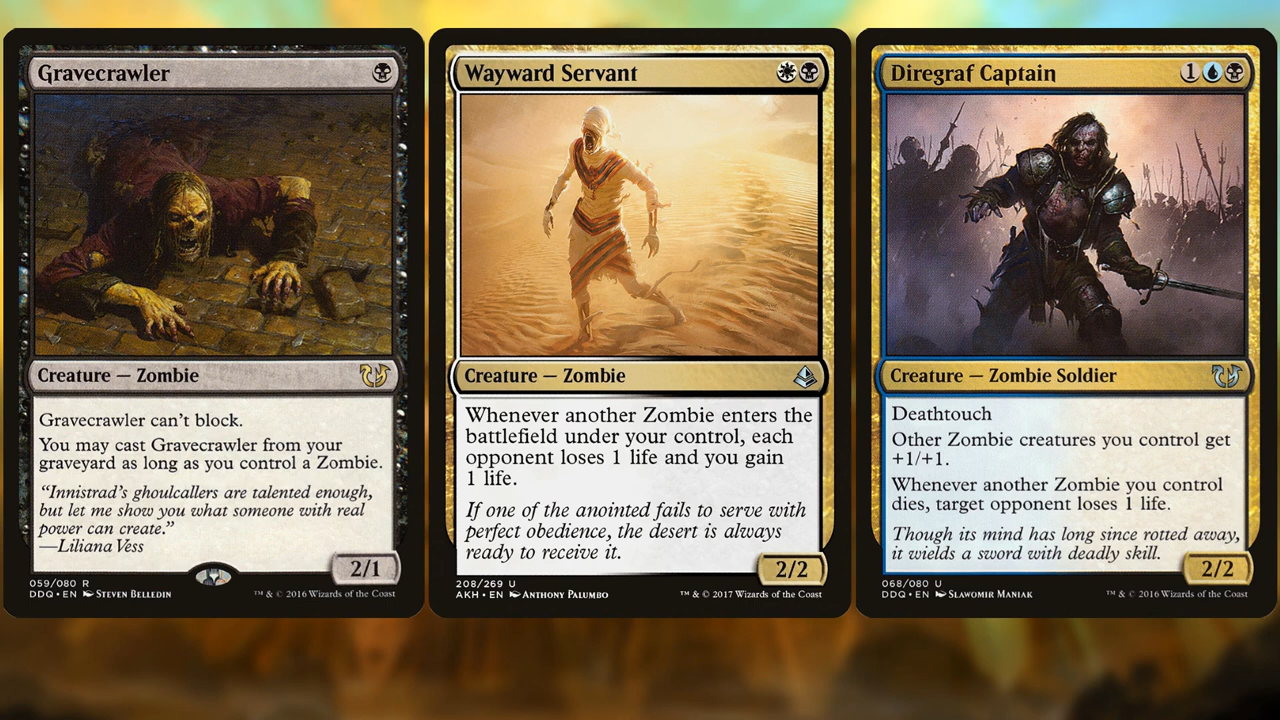 Gravecrawler
Creature — Zombie
Gravecrawler can't block.
You may cast Gravecrawler from your
graveyard as long as you control a Zombie.
“Innistrad's ghoulcallers are talented enough,
but let me show you what someone with real
power can create.”
—Liliana Vess
2/1
059/080 R
DDQ • EN Steven Belledin
™ & © 2016 Wizards of the Coast
Wayward Servant
Creature — Zombie
Whenever another Zombie enters the
battlefield under your control, each
opponent loses 1 life and you gain
1 life.
If one of the anointed fails to serve with
perfect obedience, the desert is always
ready to receive it.
2/2
208/269 U
AKH • EN Anthony Palumbo
™ & © 2017 Wizards of the Coast
Diregraf Captain
1
Creature — Zombie Soldier
Deathtouch
Other Zombie creatures you control get
+1/+1.
Whenever another Zombie you control
dies, target opponent loses 1 life.
Though its mind has long since rotted away,
it wields a sword with deadly skill.
2/2
068/080 U
DDQ • EN Slawomir Maniak
™ & © 2016 Wizards of the Coast